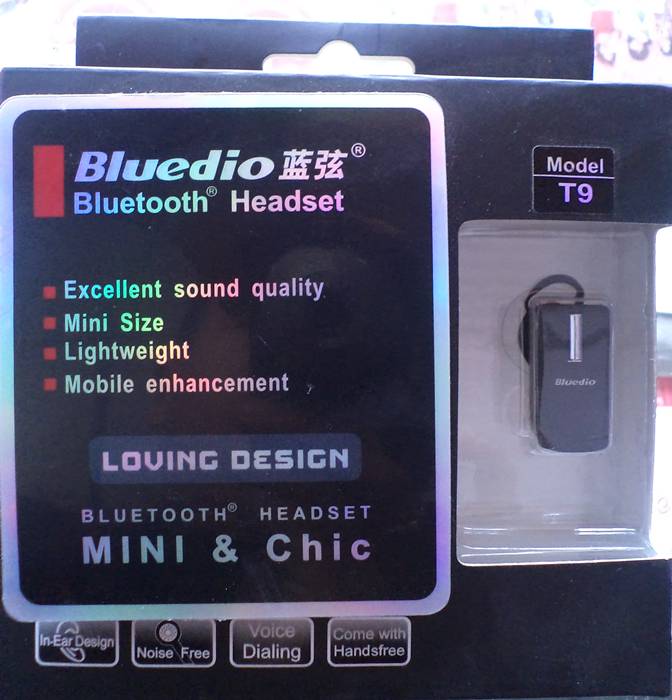 Bluedio 蓝弦®
Bluetooth® Headset
Model
T9
Excellent sound quality
Mini Size
Lightweight
Mobile enhancement
Bluedio
LOVING DESIGN
BLUETOOTH® HEADSET
MINI & Chic
In-Ear Design
Noise Free
Voice
Dialing
Come with
Handsfree